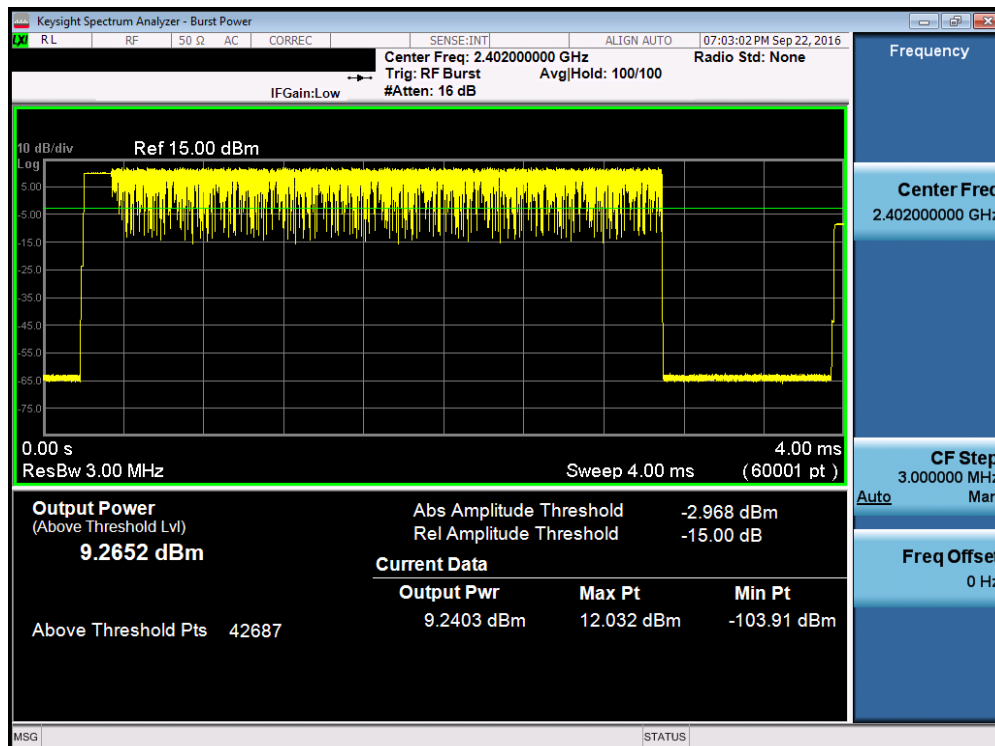 Keysight Spectrum Analyzer - Burst Power
LXI RL RF 50 Ω AC CORREC SENSE:INT ALIGN AUTO 07:03:02 PM Sep 22, 2016
Center Freq: 2.402000000 GHz Radio Std: None
Trig: RF Burst Avg|Hold: 100/100
IFGain:Low #Atten: 16 dB
Frequency
10 dB/div Ref 15.00 dBm
Log
5.00
-5.00
-15.0
-25.0
-35.0
-45.0
-55.0
-65.0
-75.0
0.00 s 4.00 ms
ResBw 3.00 MHz Sweep 4.00 ms (60001 pt )
Center Freq
2.402000000 GHz
CF Step
3.000000 MHz
Auto Man
Freq Offset
0 Hz
Output Power
(Above Threshold Lvl)
9.2652 dBm
Above Threshold Pts 42687
Abs Amplitude Threshold -2.968 dBm
Rel Amplitude Threshold -15.00 dB
Current Data
Output Pwr Max Pt Min Pt
9.2403 dBm 12.032 dBm -103.91 dBm
MSG STATUS